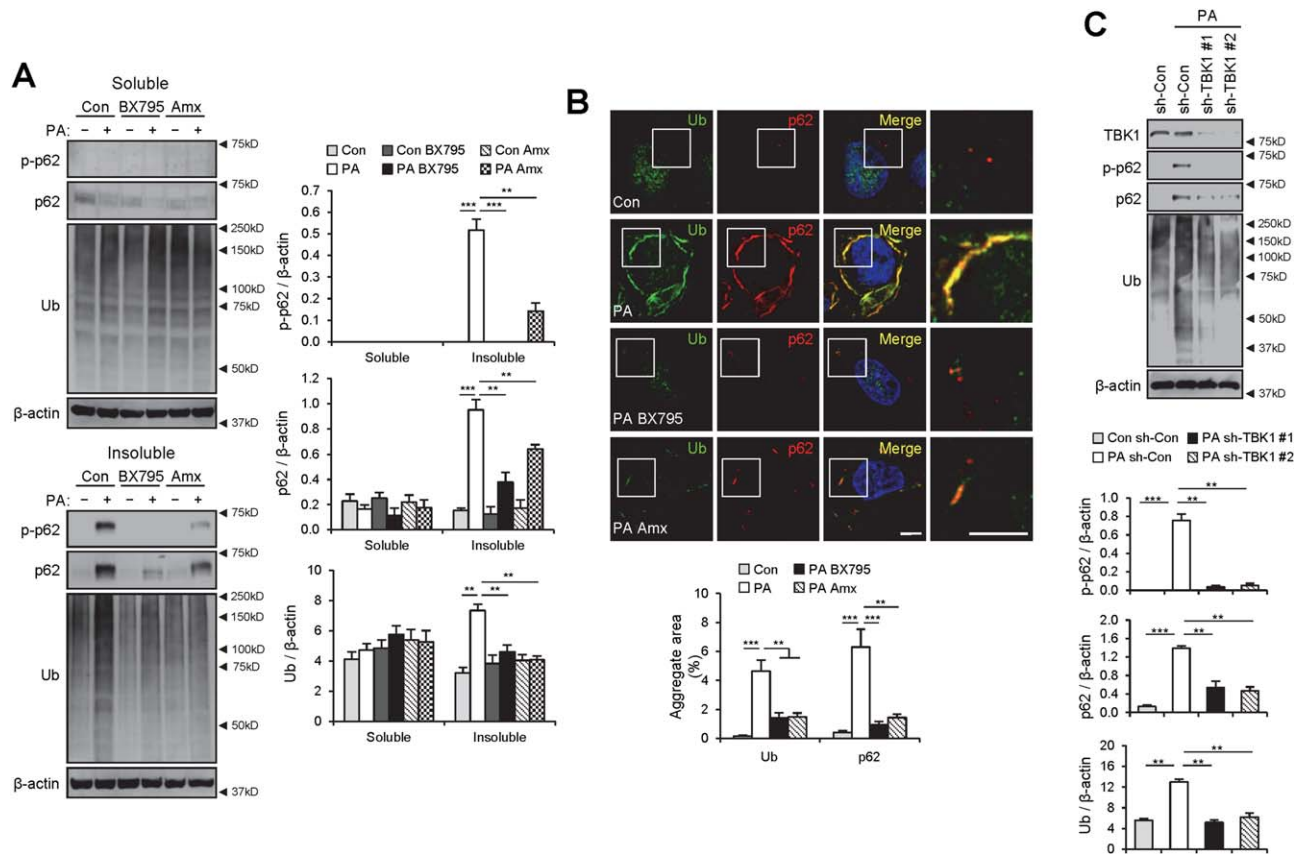 A
Soluble
Con BX795 Amx
PA: – + – + – +
p-p62
◄ 75kD
p62
◄ 75kD
Ub
◄ 250kD
◄ 150kD
◄ 100kD
◄ 75kD
◄ 50kD
β-actin
◄ 37kD
Insoluble
Con BX795 Amx
PA: – + – + – +
p-p62
◄ 75kD
p62
◄ 75kD
Ub
◄ 250kD
◄ 150kD
◄ 100kD
◄ 75kD
◄ 50kD
β-actin
◄ 37kD
Con Con BX795 Con Amx
PA PA BX795 PA Amx
p-p62 / β-actin
0.7
0.6
0.5
0.4
0.3
0.2
0.1
0.0
*** *** **
Soluble Insoluble
p62 / β-actin
1.2
1.0
0.8
0.6
0.4
0.2
0.0
*** ** **
Soluble Insoluble
Ub / β-actin
10
8
6
4
2
0
** ** **
Soluble Insoluble
B
Ub p62 Merge
Con
Ub p62 Merge
PA
Ub p62 Merge
PA BX795
Ub p62 Merge
PA Amx
Con PA BX795
PA PA Amx
Aggregate area
(%)
10
8
6
4
2
0
*** ** *** *** **
Ub p62
C
PA
sh-Con
sh-Con
sh-TBK1 #1
sh-TBK1 #2
TBK1
◄ 75kD
p-p62
◄ 75kD
p62
◄ 75kD
Ub
◄ 250kD
◄ 150kD
◄ 100kD
◄ 75kD
◄ 50kD
◄ 37kD
β-actin
◄ 37kD
Con sh-Con PA sh-TBK1 #1
PA sh-Con PA sh-TBK1 #2
p-p62 / β-actin
1.0
0.8
0.6
0.4
0.2
0.0
*** ** **
p62 / β-actin
2.0
1.6
1.2
0.8
0.4
0.0
*** ** **
Ub / β-actin
20
16
12
8
4
0
** ** **